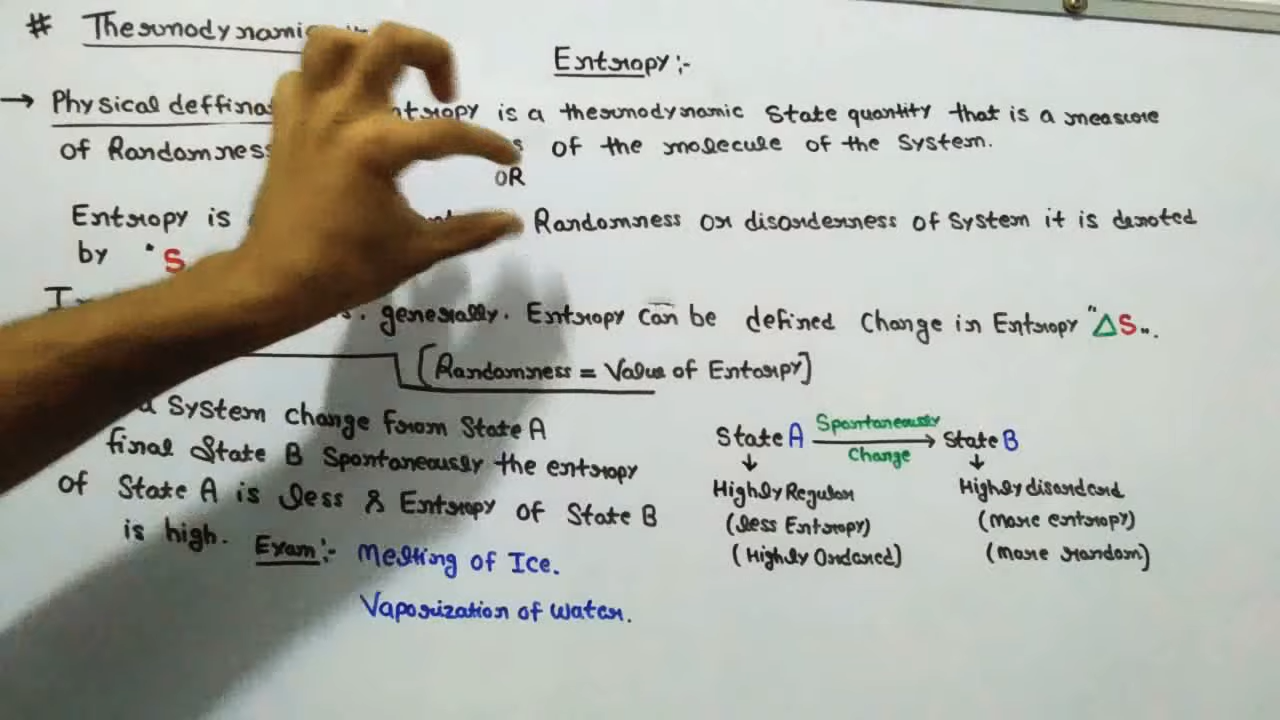 # Thermodynamic
Entropy :-
→ Physical deffinat
ntropy is a thermodynamic State quantity that is a measure
of Randomness
s of the molecule of the System.
OR
Entropy is
Randomness or disorderness of System it is denoted
by "S
generally. Entropy can be defined Change in Entropy "ΔS".
[Randomness = Value of Entorpy]
a System change from State A
final State B Spontaneously the entropy
of State A is less & Entropy of State B
is high. Exam :- Melting of Ice.
Vaporization of water.
State A Spontaneously Change → State B
↓ ↓
Highly Regular Highly disordard
(less Entropy) (more entropy)
(Highly Ordared) (more random)